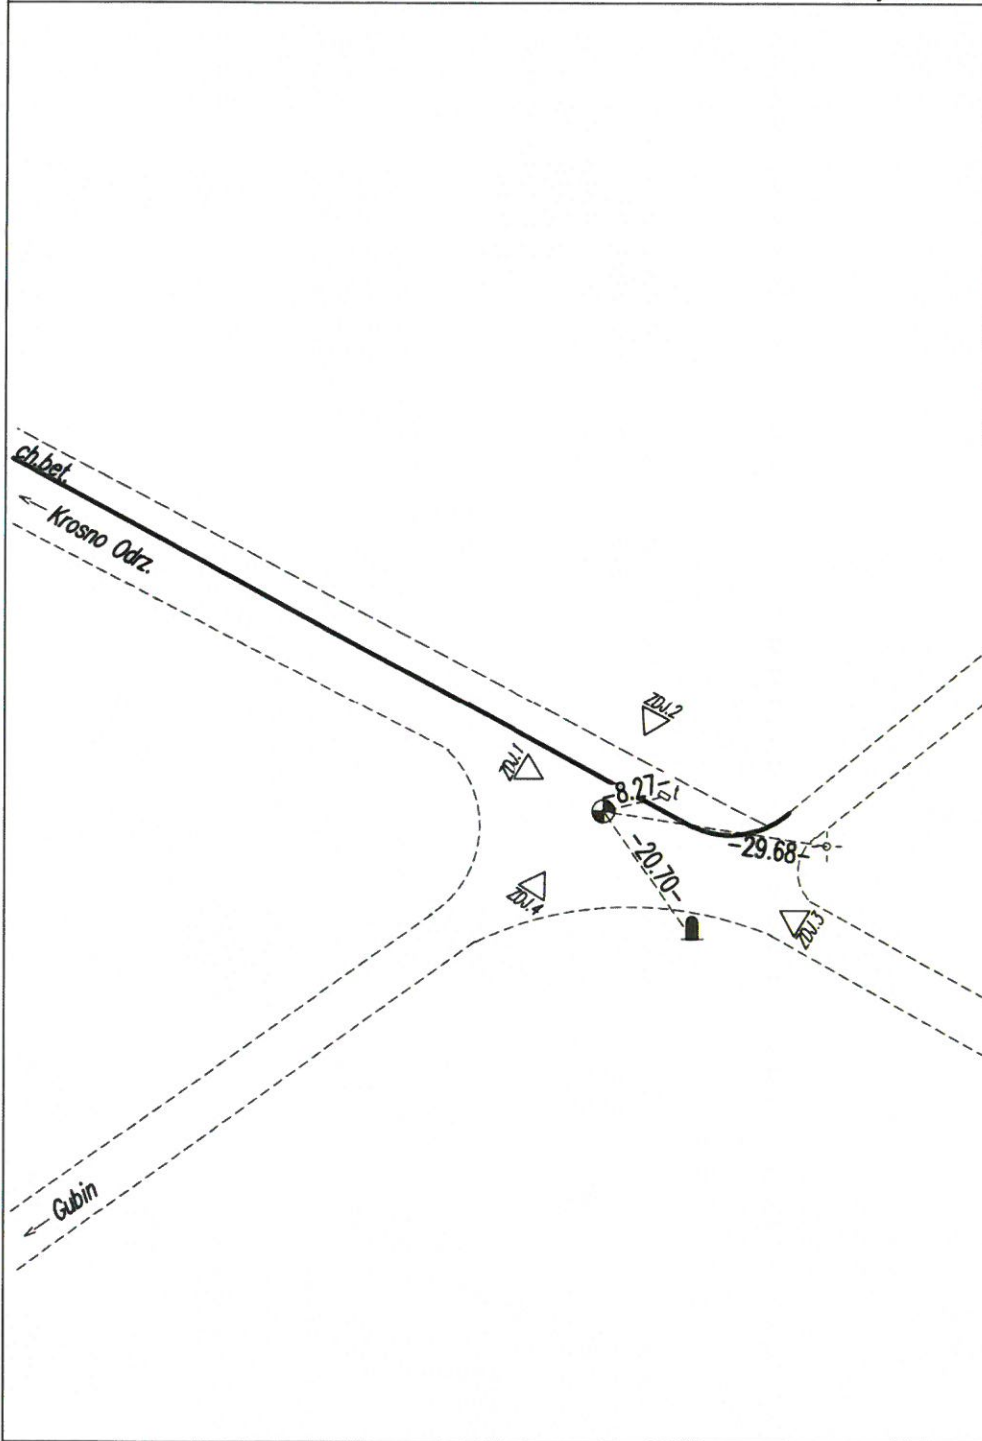 ch.bet.
Krosno Odrz.
ZDJ.2
ZDJ.1
-8.27-
t
-29.68-
-20.70-
ZDJ.4
ZDJ.3
Gubin